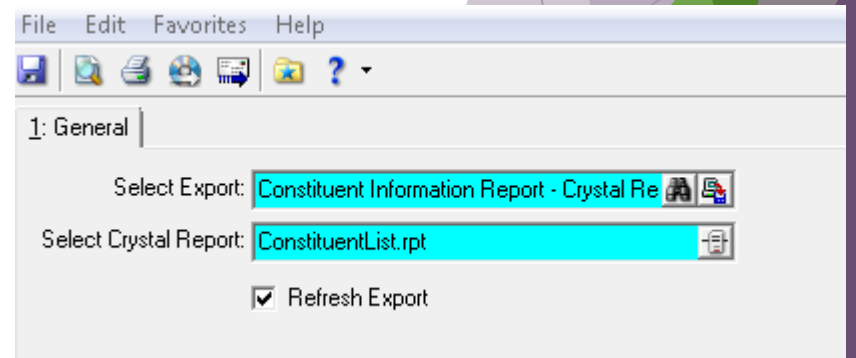 File Edit Favorites Help
?
1: General
Select Export: Constituent Information Report - Crystal Re
Select Crystal Report: ConstituentList.rpt
Refresh Export